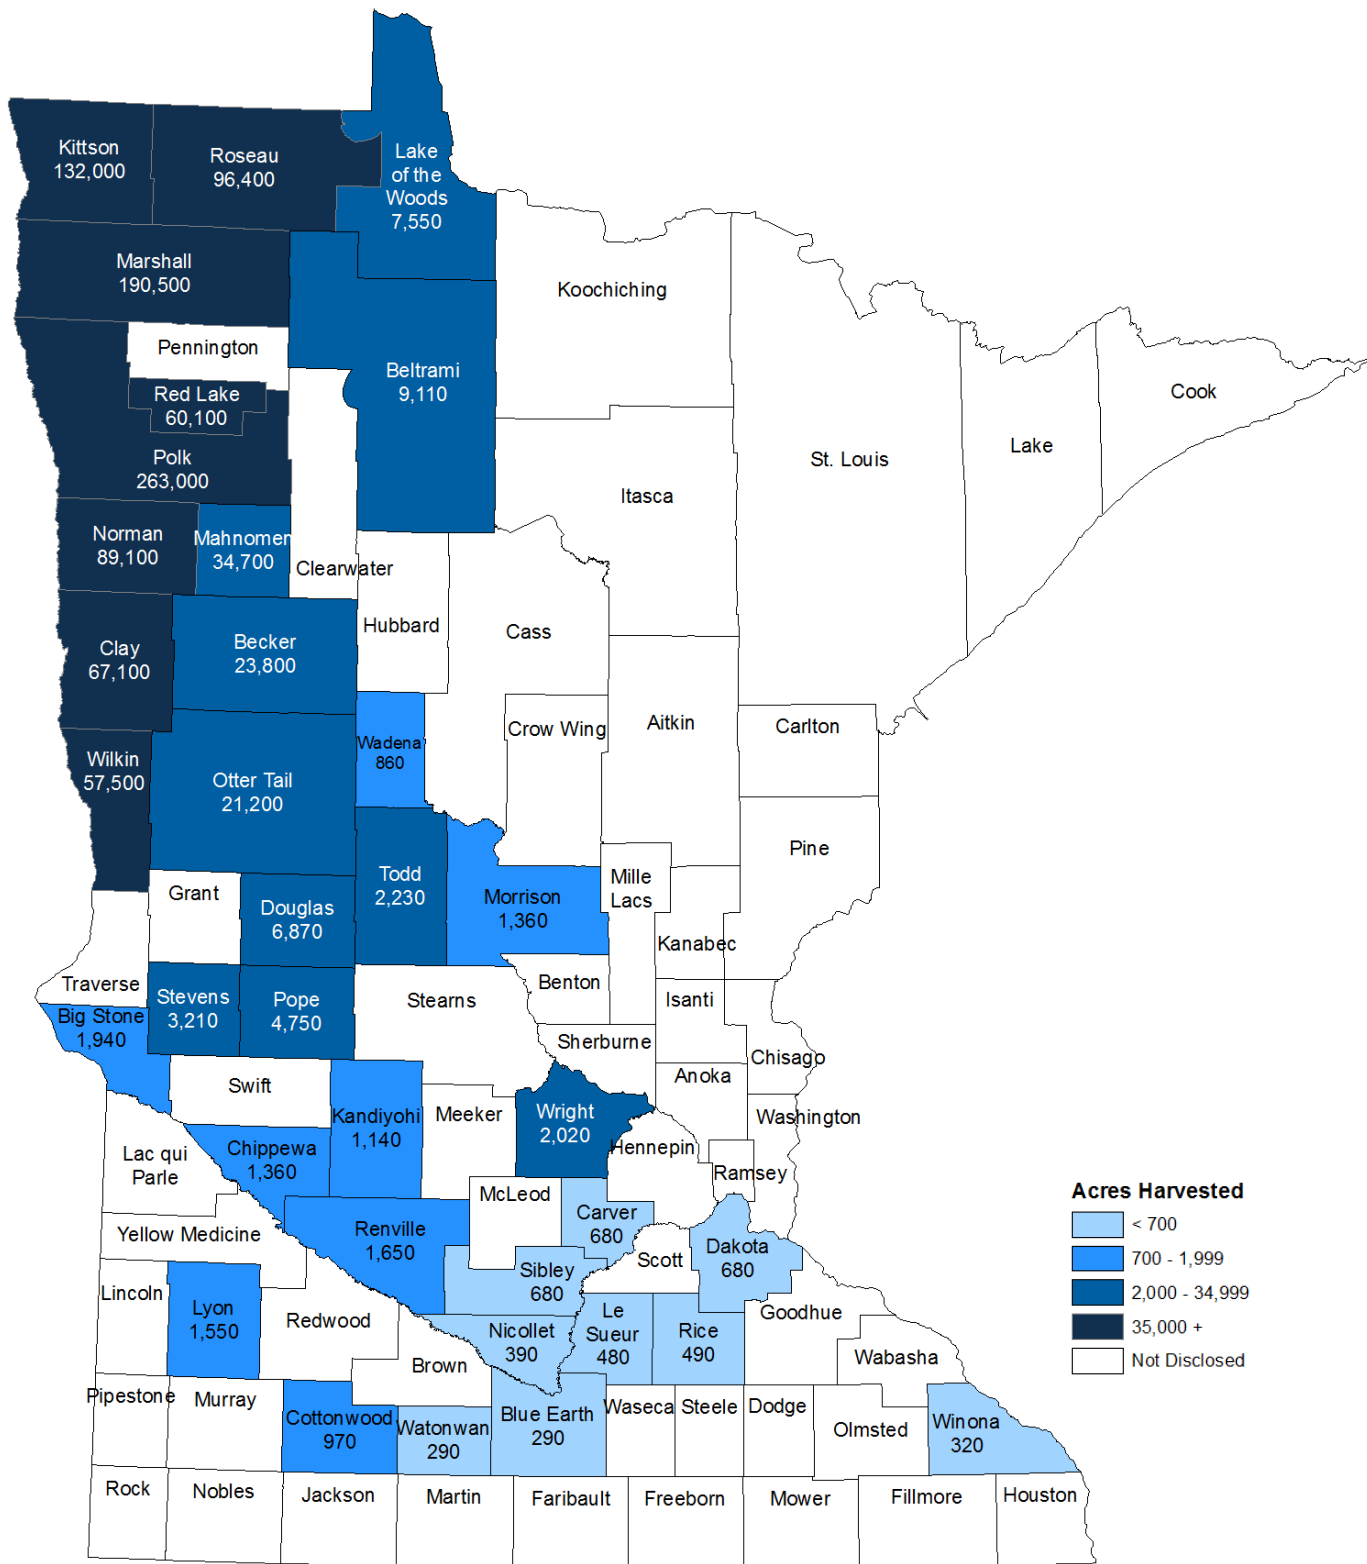 Kittson
132,000
Roseau
96,400
Lake
of the
Woods
7,550
Marshall
190,500
Koochiching
Pennington
Beltrami
9,110
Red Lake
60,100
Cook
Lake
St. Louis
Polk
263,000
Itasca
Norman
89,100
Mahnomen
34,700
Clearwater
Hubbard
Cass
Clay
67,100
Becker
23,800
Aitkin
Crow Wing
Carlton
Wadena
860
Wilkin
57,500
Otter Tail
21,200
Pine
Todd
2,230
Mille
Lacs
Grant
Morrison
1,360
Douglas
6,870
Kanabec
Traverse
Benton
Stevens
3,210
Pope
4,750
Stearns
Isanti
Big Stone
1,940
Sherburne
Chisago
Swift
Anoka
Kandiyohi
1,140
Meeker
Wright
2,020
Washington
Lac qui
Parle
Chippewa
1,360
Hennepin
Ramsey
McLeod
Yellow Medicine
Renville
1,650
Carver
680
Scott
Dakota
680
Sibley
680
Lincoln
Lyon
1,550
Redwood
Nicollet
390
Le
Sueur
480
Rice
490
Goodhue
Wabasha
Brown
Pipestone
Murray
Cottonwood
970
Watonwan
290
Blue Earth
290
Waseca
Steele
Dodge
Olmsted
Winona
320
Rock
Nobles
Jackson
Martin
Faribault
Freeborn
Mower
Fillmore
Houston
Acres Harvested
< 700
700 - 1,999
2,000 - 34,999
35,000 +
Not Disclosed